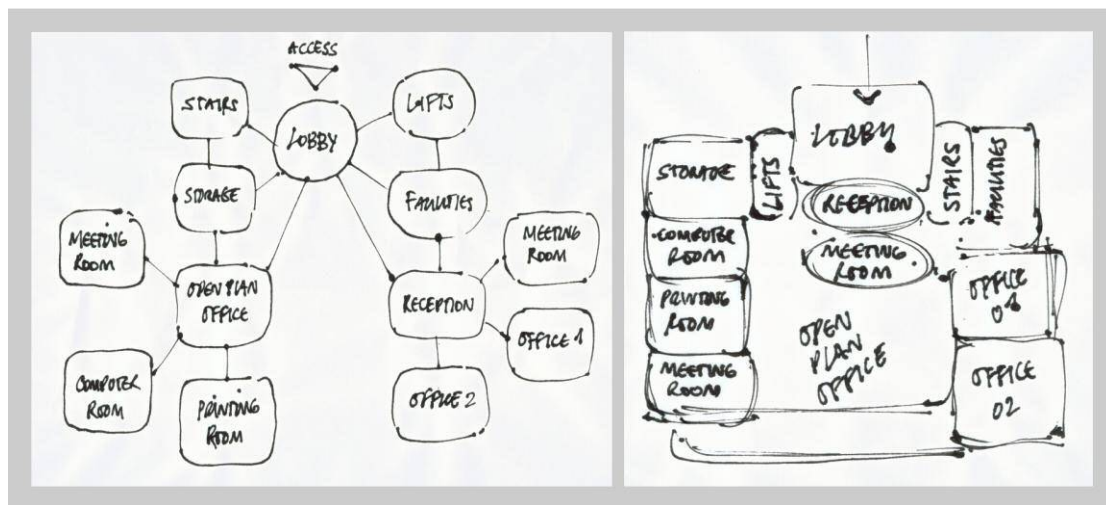 ACCESS
STAIRS
LIFTS
LOBBY
STORAGE
FACILITIES
MEETING
ROOM
MEETING
ROOM
OPEN PLAN
OFFICE
RECEPTION
OFFICE 1
COMPUTER
ROOM
PRINTING
ROOM
OFFICE 2
LOBBY
STORAGE
LIFTS
STAIRS
FACILITIES
RECEPTION
COMPUTER
ROOM
MEETING
ROOM
PRINTING
ROOM
OFFICE
01
OPEN
PLAN
OFFICE
MEETING
ROOM
OFFICE
02